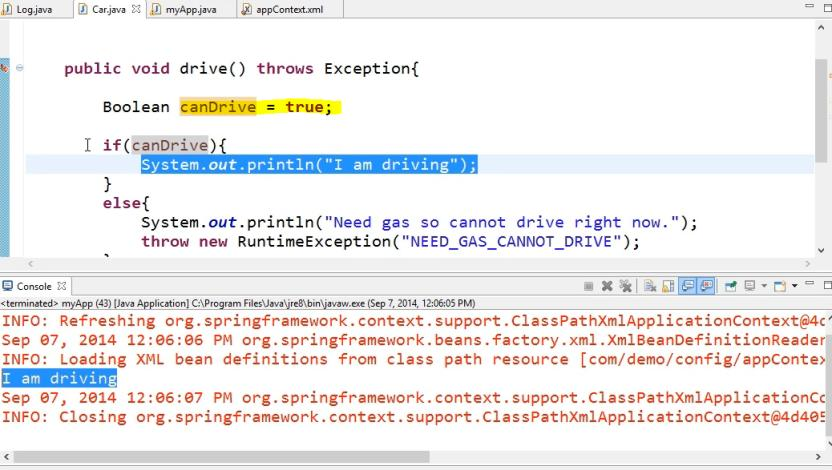 Log.java Car.java myApp.java appContext.xml
public void drive() throws Exception{
Boolean canDrive = true;
if(canDrive){
System.out.println("I am driving");
}
else{
System.out.println("Need gas so cannot drive right now.");
throw new RuntimeException("NEED_GAS_CANNOT_DRIVE");
Console
<terminated> myApp (43) [Java Application] C:\Program Files\Java\jre8\bin\javaw.exe (Sep 7, 2014, 12:06:05 PM)
INFO: Refreshing org.springframework.context.support.ClassPathXmlApplicationContext@4d
Sep 07, 2014 12:06:06 PM org.springframework.beans.factory.xml.XmlBeanDefinitionReader
INFO: Loading XML bean definitions from class path resource [com/demo/config/appContex
I am driving
Sep 07, 2014 12:06:07 PM org.springframework.context.support.ClassPathXmlApplicationCo
INFO: Closing org.springframework.context.support.ClassPathXmlApplicationContext@4d405